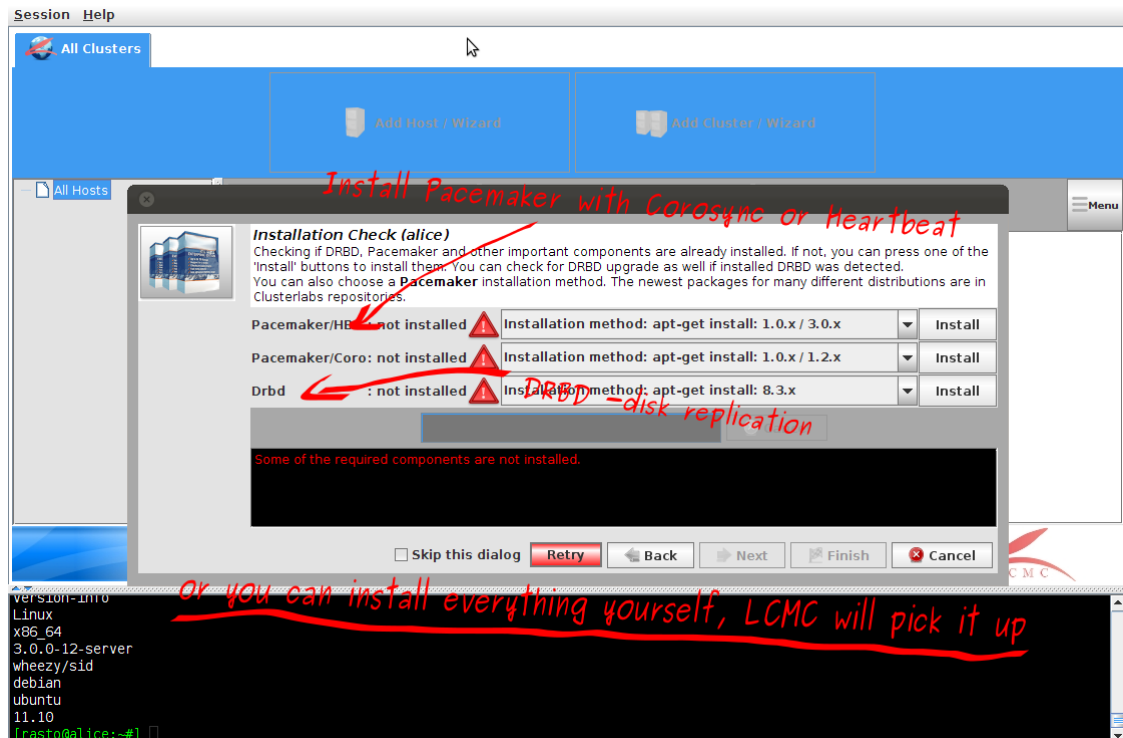 Session Help
All Clusters
Add Host / Wizard
Add Cluster / Wizard
All Hosts
Menu
Install Pacemaker with Corosync or Heartbeat
Installation Check (alice)
Checking if DRBD, Pacemaker and other important components are already installed. If not, you can press one of the
'Install' buttons to install them. You can check for DRBD upgrade as well if installed DRBD was detected.
You can also choose a Pacemaker installation method. The newest packages for many different distributions are in
Clusterlabs repositories.
Pacemaker/HB : not installed Installation method: apt-get install: 1.0.x / 3.0.x Install
Pacemaker/Coro: not installed Installation method: apt-get install: 1.0.x / 1.2.x Install
Drbd : not installed Installation method: apt-get install: 8.3.x Install
DRBD - disk replication
Some of the required components are not installed.
Skip this dialog Retry Back Next Finish Cancel
C M C
or you can install everything yourself, LCMC will pick it up
version-info
Linux
x86_64
3.0.0-12-server
wheezy/sid
debian
ubuntu
11.10
[rasto@alice:~#]